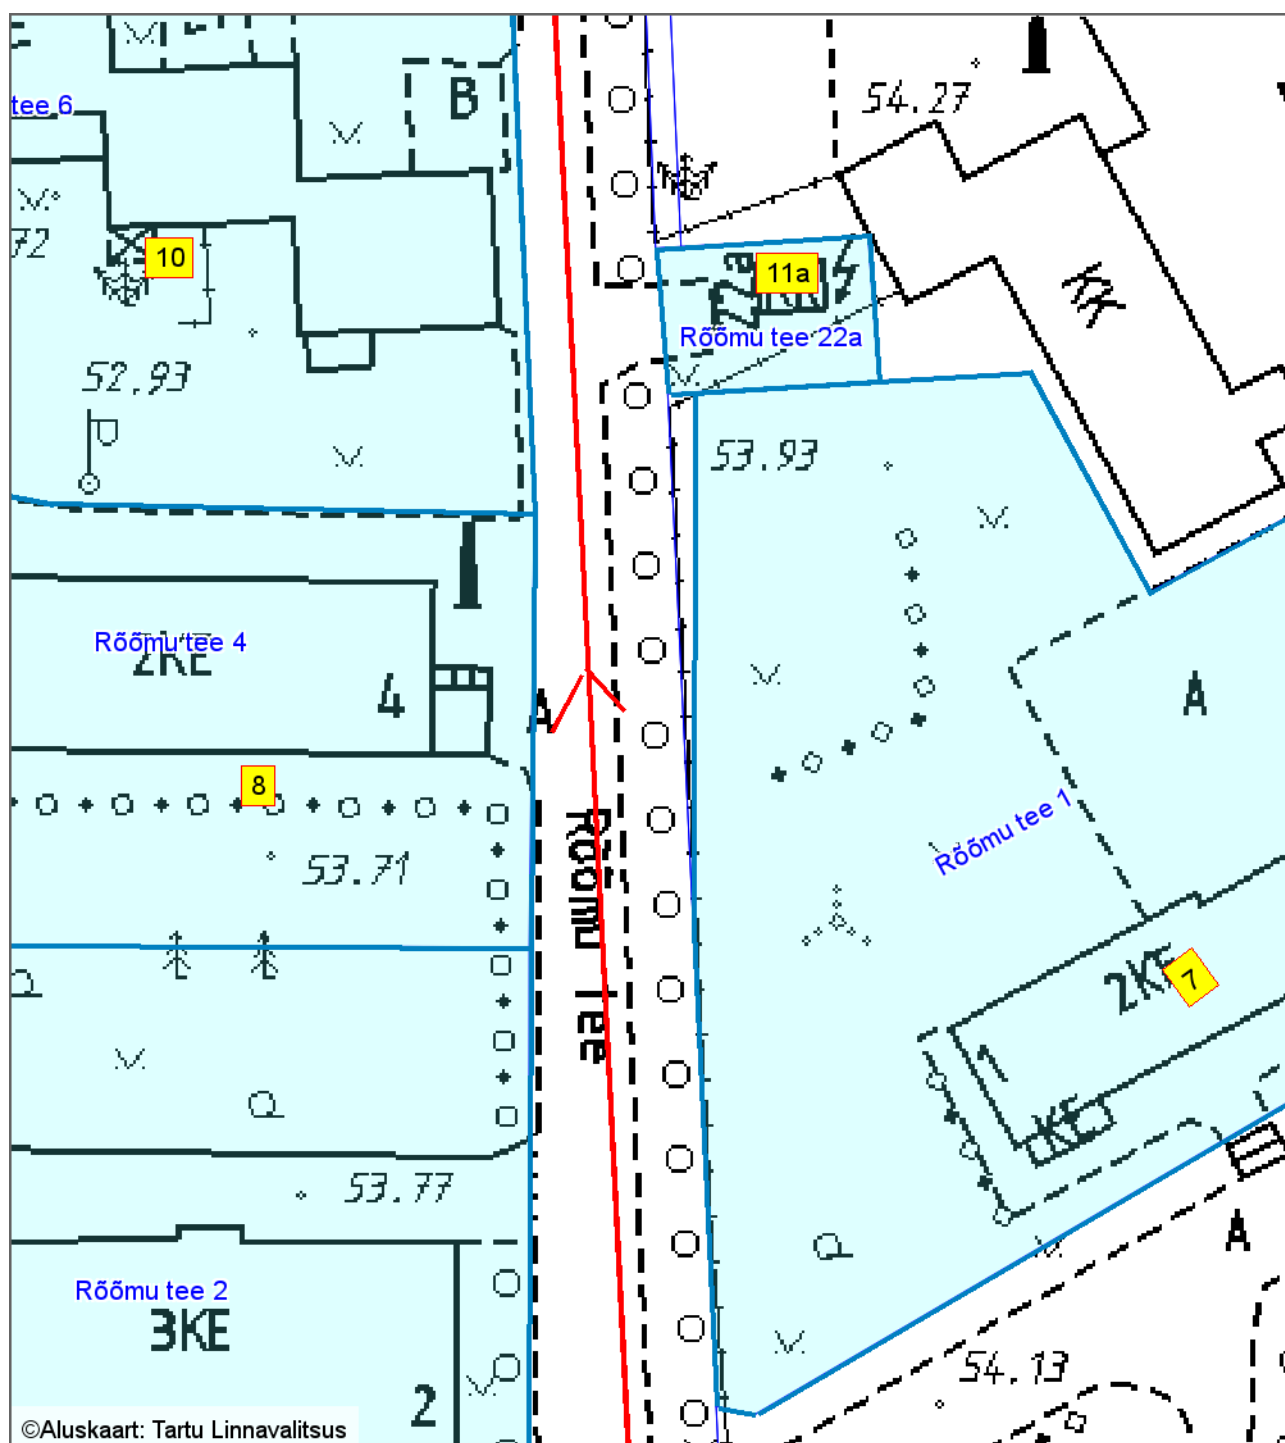 B
54.27
tee 6
72
10
11a
KK
Rõõmu tee 22a
52.93
53.93
Rõõmu tee 4
2KE
4
A
A
8
53.71
Rõõmu Tee
Rõõmu tee 1
2KE
7
1
KE
53.77
A
Rõõmu tee 2
3KE
2
54.13
©Aluskaart: Tartu Linnavalitsus